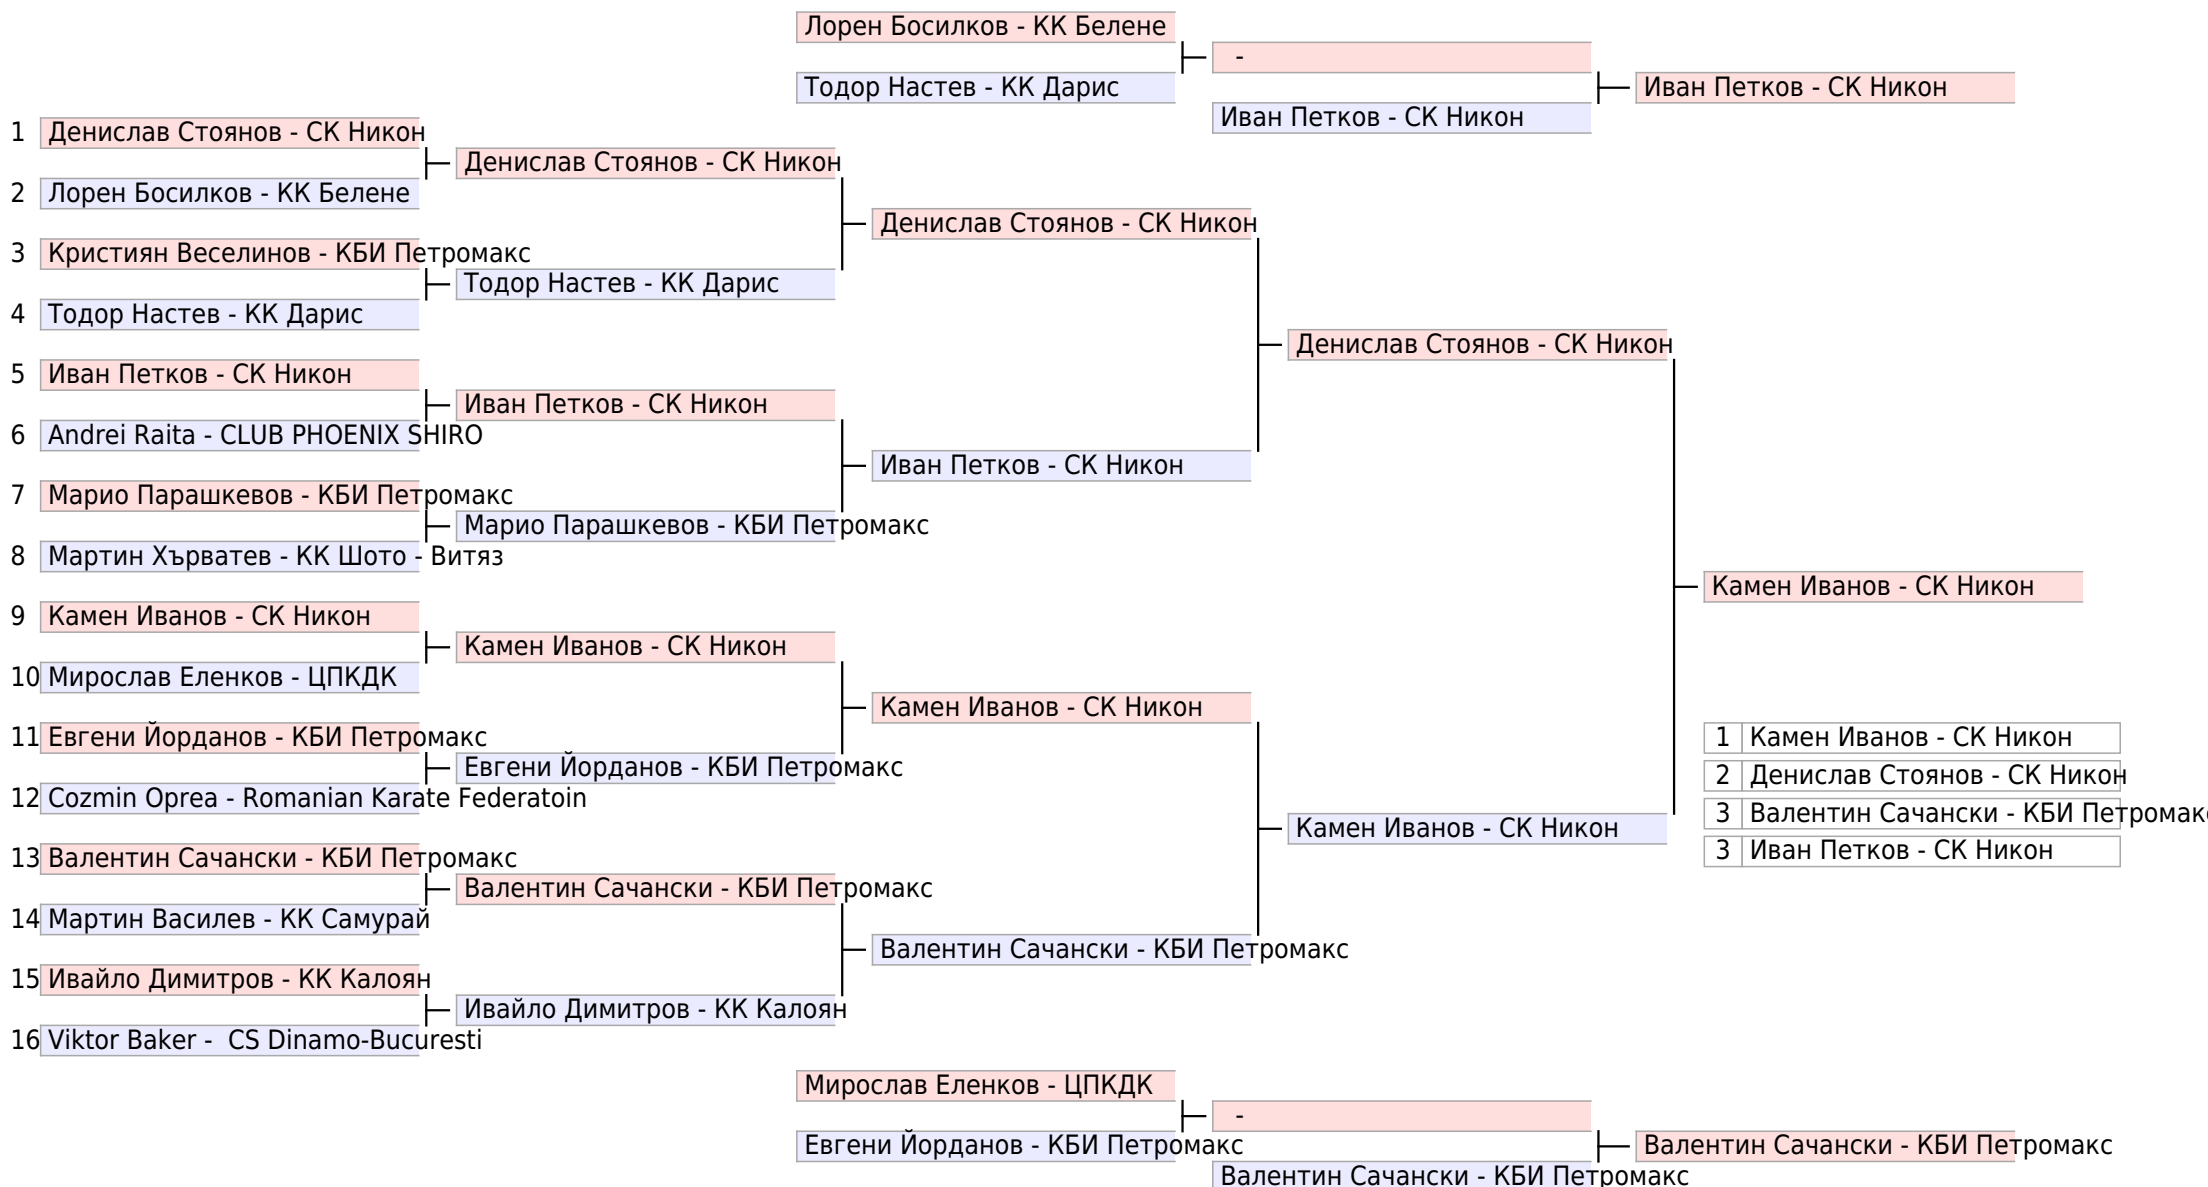 Лорен Босилков - КК Белене
-
Тодор Настев - КК Дарис
Иван Петков - СК Никон
Иван Петков - СК Никон
1 Денислав Стоянов - СК Никон
Денислав Стоянов - СК Никон
2 Лорен Босилков - КК Белене
Денислав Стоянов - СК Никон
3 Кристиян Веселинов - КБИ Петромакс
Тодор Настев - КК Дарис
4 Тодор Настев - КК Дарис
Денислав Стоянов - СК Никон
5 Иван Петков - СК Никон
Иван Петков - СК Никон
6 Andrei Raita - CLUB PHOENIX SHIRO
Иван Петков - СК Никон
7 Марио Парашкевов - КБИ Петромакс
Марио Парашкевов - КБИ Петромакс
8 Мартин Хърватев - КК Шото - Витяз
Камен Иванов - СК Никон
9 Камен Иванов - СК Никон
Камен Иванов - СК Никон
10 Мирослав Еленков - ЦПКДК
Камен Иванов - СК Никон
11 Евгени Йорданов - КБИ Петромакс
Евгени Йорданов - КБИ Петромакс
12 Cozmin Oprea - Romanian Karate Federatoin
Камен Иванов - СК Никон
13 Валентин Сачански - КБИ Петромакс
Валентин Сачански - КБИ Петромакс
14 Мартин Василев - КК Самурай
Валентин Сачански - КБИ Петромакс
15 Ивайло Димитров - КК Калоян
Ивайло Димитров - КК Калоян
16 Viktor Baker - CS Dinamo-Bucuresti
1 Камен Иванов - СК Никон
2 Денислав Стоянов - СК Никон
3 Валентин Сачански - КБИ Петромакс
3 Иван Петков - СК Никон
Мирослав Еленков - ЦПКДК
-
Евгени Йорданов - КБИ Петромакс
Валентин Сачански - КБИ Петромакс
Валентин Сачански - КБИ Петромакс